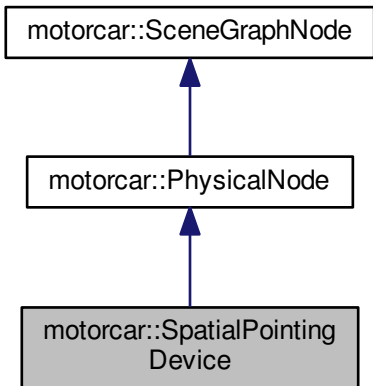 motorcar::SceneGraphNode
motorcar::PhysicalNode
motorcar::SpatialPointing
Device